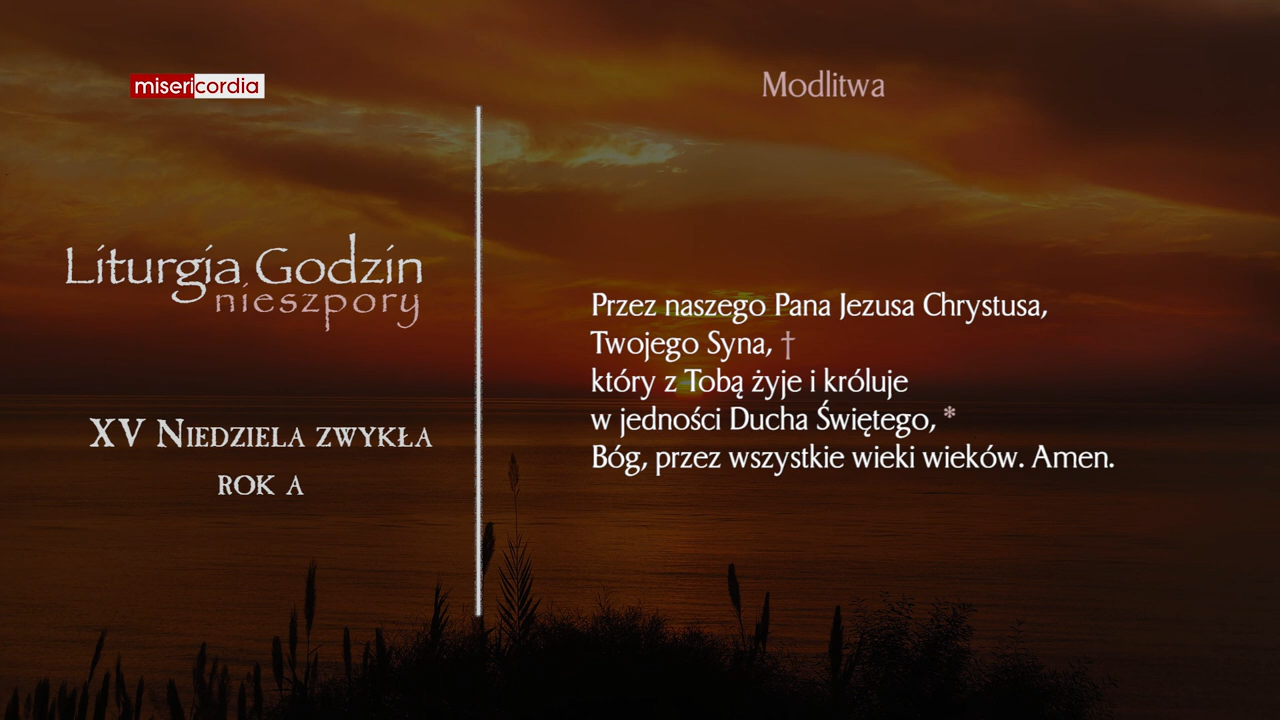 misericordia
Modlitwa
Liturgia Godzin
nieszpory
XV Niedziela zwykła
rok A
Przez naszego Pana Jezusa Chrystusa,
Twojego Syna, †
który z Tobą żyje i króluje
w jedności Ducha Świętego, *
Bóg, przez wszystkie wieki wieków. Amen.